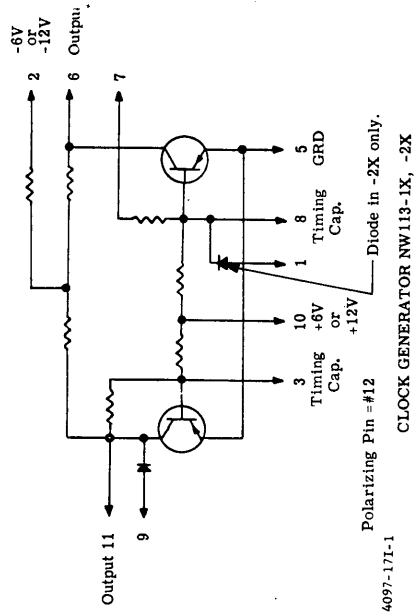 -6V
or
-12V
2
6 Output
7
5
GRD
8
Timing
Cap.
1
10
+6V
or
+12V
3
Timing
Cap.
Output 11
9
Diode in -2X only.
Polarizing Pin =#12
CLOCK GENERATOR NW113-1X, -2X
4097-17I-1